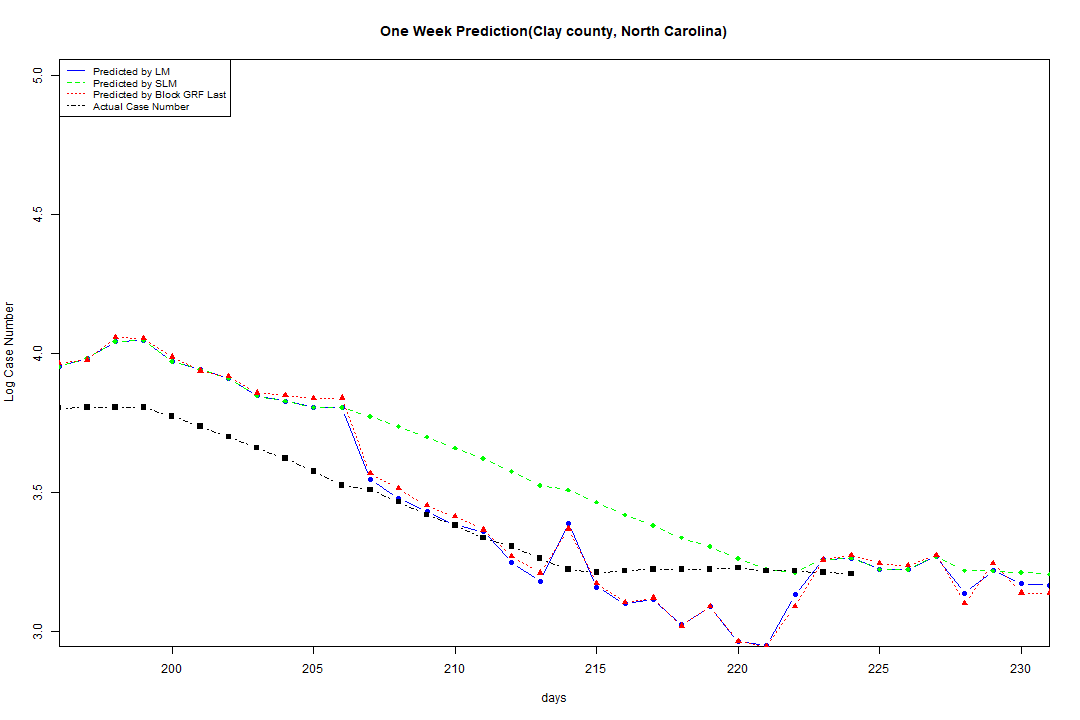 One Week Prediction(Clay county, North Carolina)
Predicted by LM
Predicted by SLM
Predicted by Block GRF Last
Actual Case Number
5.0
4.5
4.0
3.5
3.0
Log Case Number
200 205 210 215 220 225 230
days